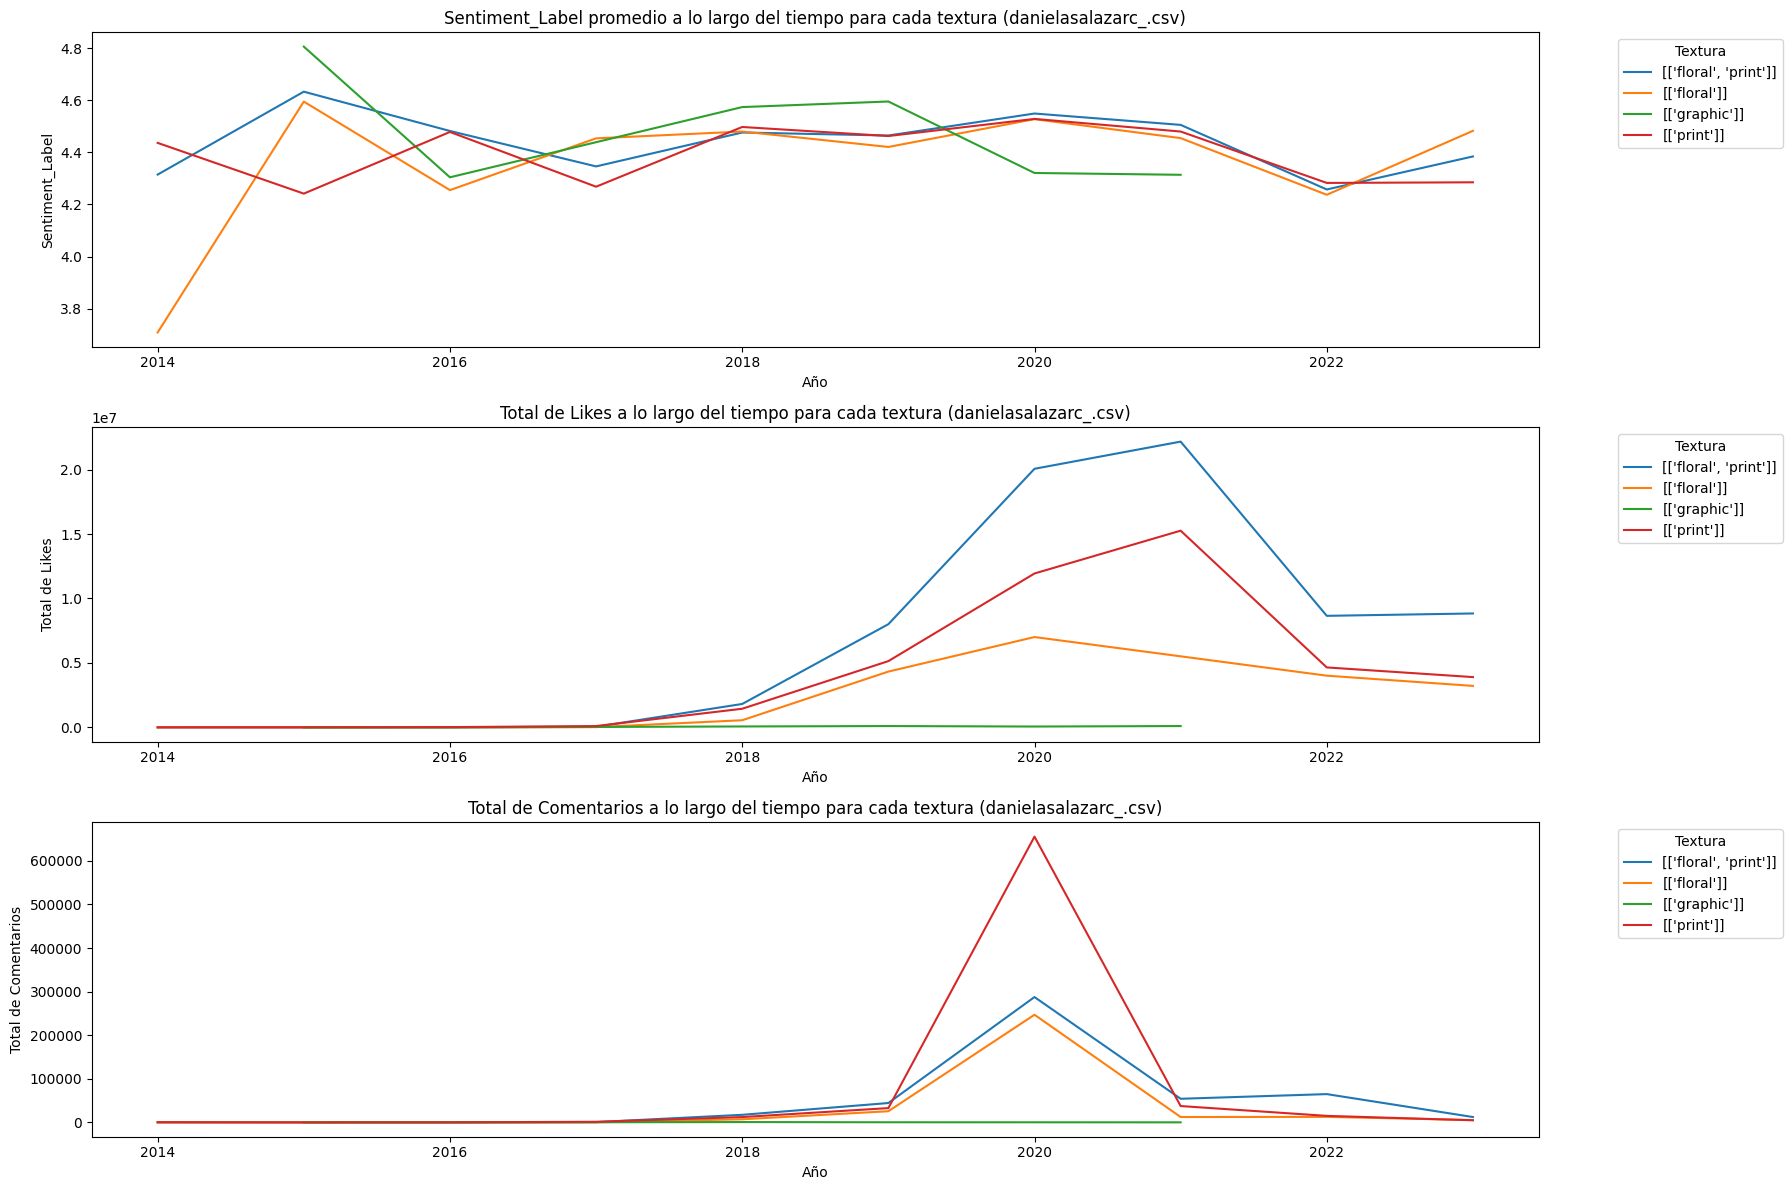 Sentiment_Label promedio a lo largo del tiempo para cada textura (danielasalazarc_.csv)
4.8
4.6
4.4
4.2
4.0
3.8
Sentiment_Label
2014 2016 2018 2020 2022
Año
Textura
[['floral', 'print']]
[['floral']]
[['graphic']]
[['print']]
Total de Likes a lo largo del tiempo para cada textura (danielasalazarc_.csv)
1e7
2.0
1.5
1.0
0.5
0.0
Total de Likes
2014 2016 2018 2020 2022
Año
Textura
[['floral', 'print']]
[['floral']]
[['graphic']]
[['print']]
Total de Comentarios a lo largo del tiempo para cada textura (danielasalazarc_.csv)
600000
500000
400000
300000
200000
100000
0
Total de Comentarios
2014 2016 2018 2020 2022
Año
Textura
[['floral', 'print']]
[['floral']]
[['graphic']]
[['print']]